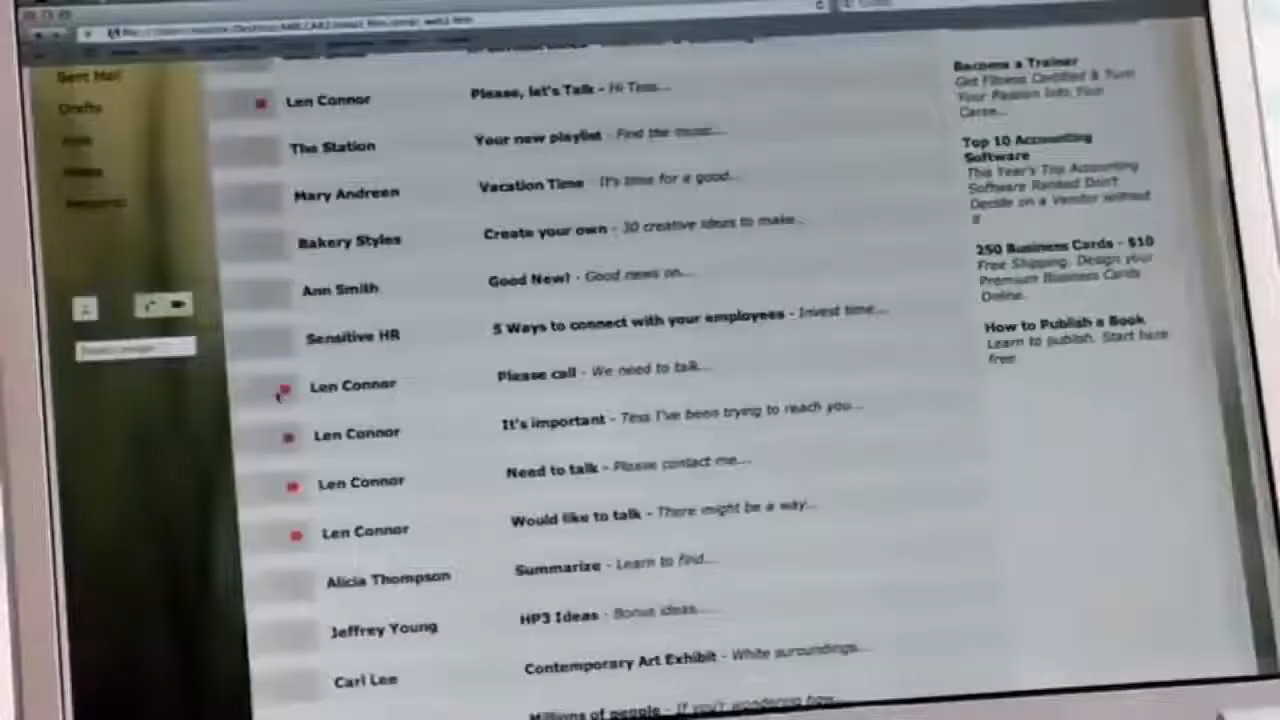 Sent Mail
Drafts
Len Connor Please, let's Talk - Hi Tess...
The Station Your new playlist - Find the music...
Mary Andreen Vacation Time - It's time for a good...
Bakery Styles Create your own - 30 creative ideas to make...
Ann Smith Good New! - Good news on...
Sensitive HR 5 Ways to connect with your employees - Invest time...
Len Connor Please call - We need to talk...
Len Connor It's important - Tess I've been trying to reach you...
Len Connor Need to talk - Please contact me...
Len Connor Would like to talk - There might be a way...
Alicia Thompson Summarize - Learn to find...
Jeffrey Young HP3 Ideas - Bonus ideas...
Carl Lee Contemporary Art Exhibit - White surroundings...
Millions of people - If you're wondering how...
Become a Trainer
Get Fitness Certified & Turn
Your Passion Into Your
Top 10 Accounting
Software
This Year's Top Accounting
Software Ranked Don't
Decide on a Vendor without
it
250 Business Cards - $10
Free Shipping. Design your
Premium Business Cards
Online.
How to Publish a Book
Learn to publish. Start here
free